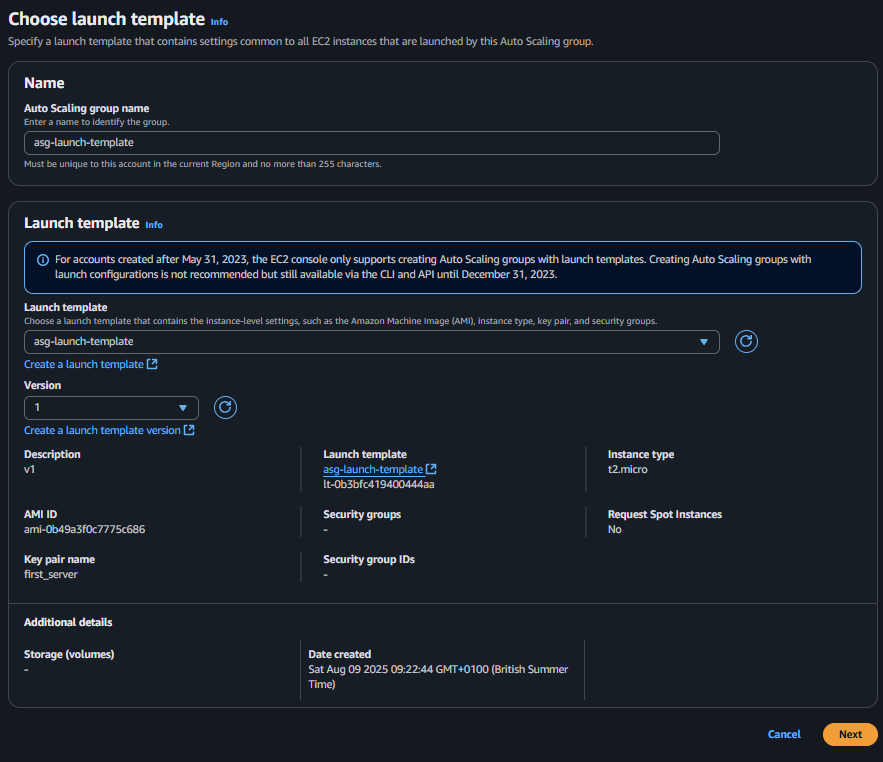 Choose launch template Info
Specify a launch template that contains settings common to all EC2 instances that are launched by this Auto Scaling group.
Name
Auto Scaling group name
Enter a name to identify the group.
asg-launch-template
Must be unique to this account in the current Region and no more than 255 characters.
Launch template Info
For accounts created after May 31, 2023, the EC2 console only supports creating Auto Scaling groups with launch templates. Creating Auto Scaling groups with
launch configurations is not recommended but still available via the CLI and API until December 31, 2023.
Launch template
Choose a launch template that contains the instance-level settings, such as the Amazon Machine Image (AMI), instance type, key pair, and security groups.
asg-launch-template
Create a launch template
Version
1
Create a launch template version
Description
v1
Launch template
asg-launch-template
lt-0b3bfc419400444aa
Instance type
t2.micro
AMI ID
ami-0b49a3f0c7775c686
Security groups
-
Request Spot Instances
No
Key pair name
first_server
Security group IDs
-
Additional details
Storage (volumes)
-
Date created
Sat Aug 09 2025 09:22:44 GMT+0100 (British Summer
Time)
Cancel
Next